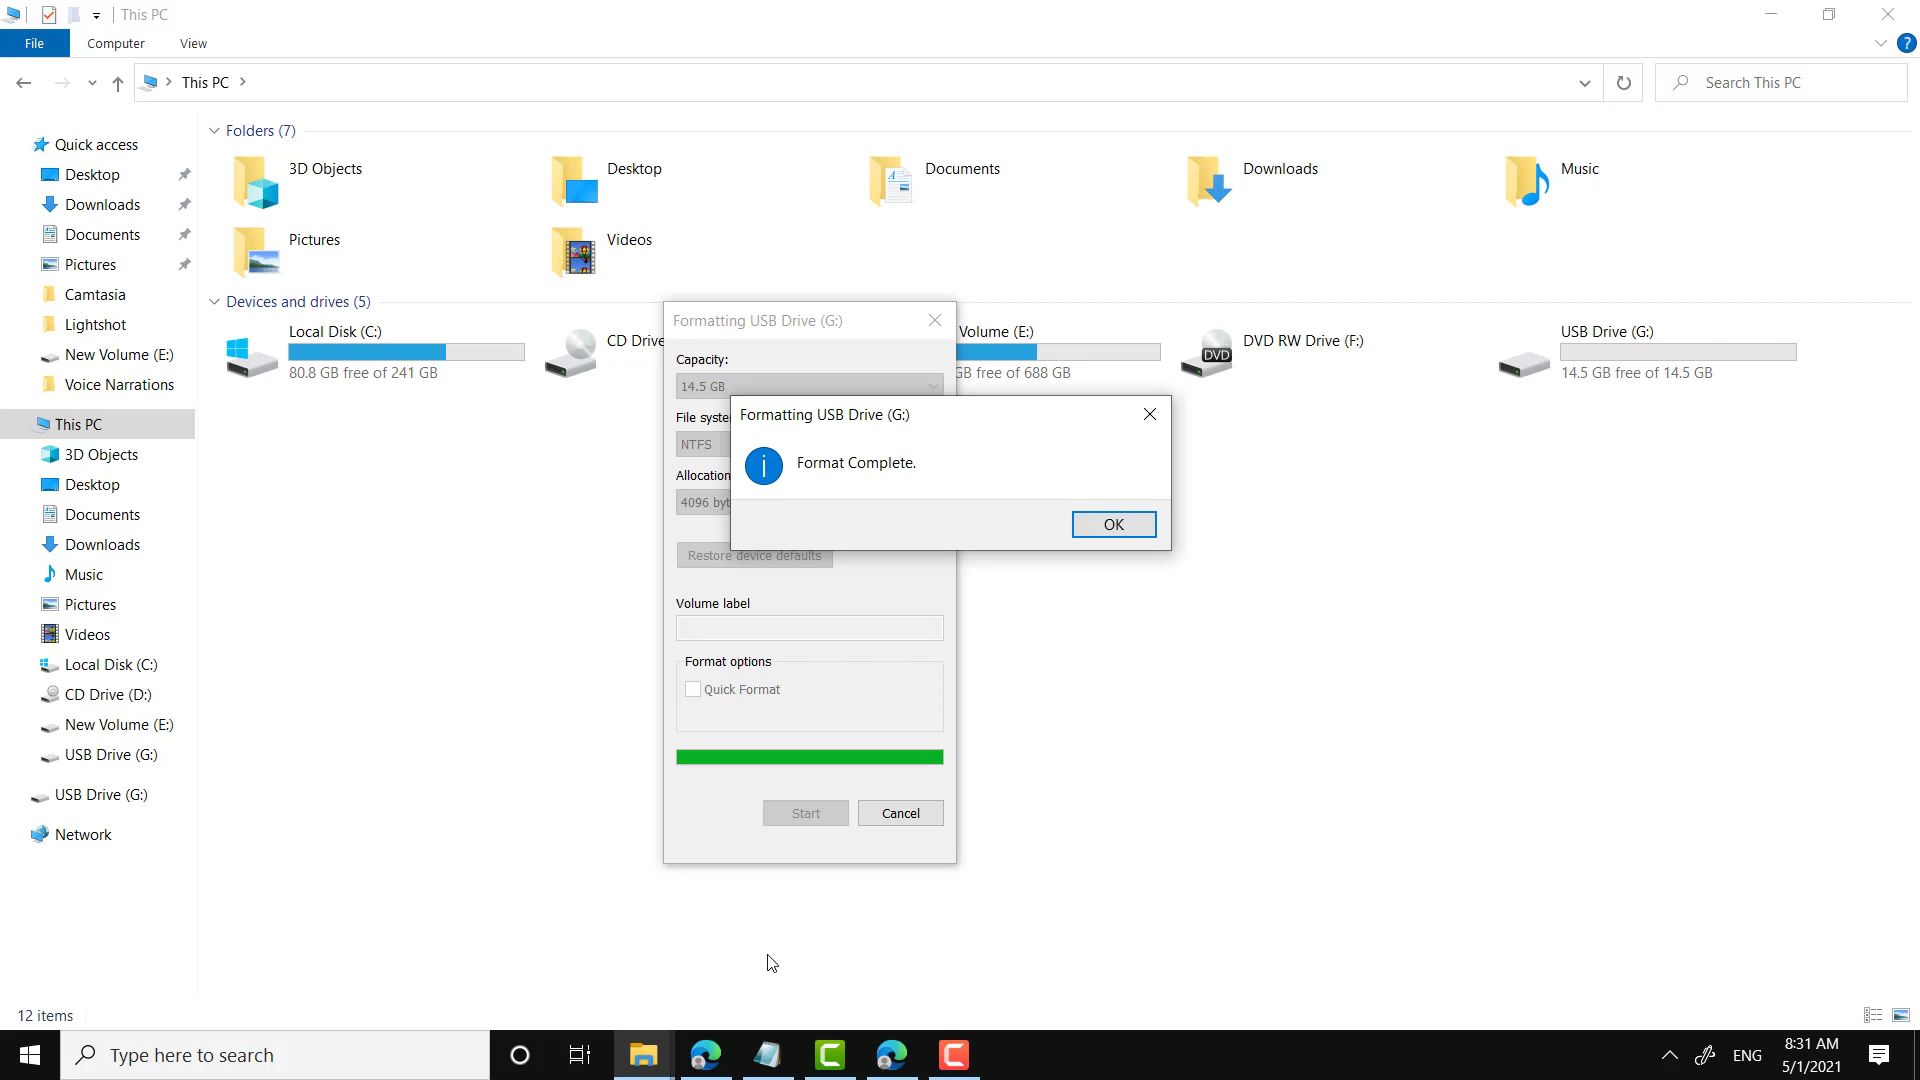 This PC
File
Computer
View
?
This PC
Search This PC
Quick access
Desktop
Downloads
Documents
Pictures
Camtasia
Lightshot
New Volume (E:)
Voice Narrations
This PC
3D Objects
Desktop
Documents
Downloads
Music
Pictures
Videos
Local Disk (C:)
CD Drive (D:)
New Volume (E:)
USB Drive (G:)
USB Drive (G:)
Network
Folders (7)
3D Objects
Desktop
Documents
Downloads
Music
Pictures
Videos
Devices and drives (5)
Local Disk (C:)
80.8 GB free of 241 GB
CD Drive
Volume (E:)
GB free of 688 GB
DVD
DVD RW Drive (F:)
USB Drive (G:)
14.5 GB free of 14.5 GB
Formatting USB Drive (G:)
Capacity:
14.5 GB
File syste
NTFS
Allocation
4096 byt
Restore device defaults
Volume label
Format options
Quick Format
Start
Cancel
Formatting USB Drive (G:)
Format Complete.
OK
12 items
Type here to search
ENG
8:31 AM
5/1/2021